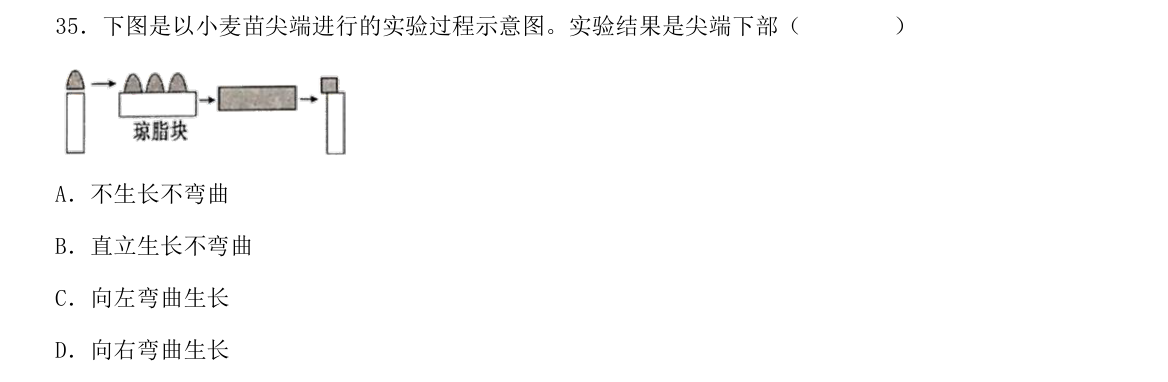 35. 下图是以小麦苗尖端进行的实验过程示意图。实验结果是尖端下部（　　　　）
琼脂块
A. 不生长不弯曲
B. 直立生长不弯曲
C. 向左弯曲生长
D. 向右弯曲生长